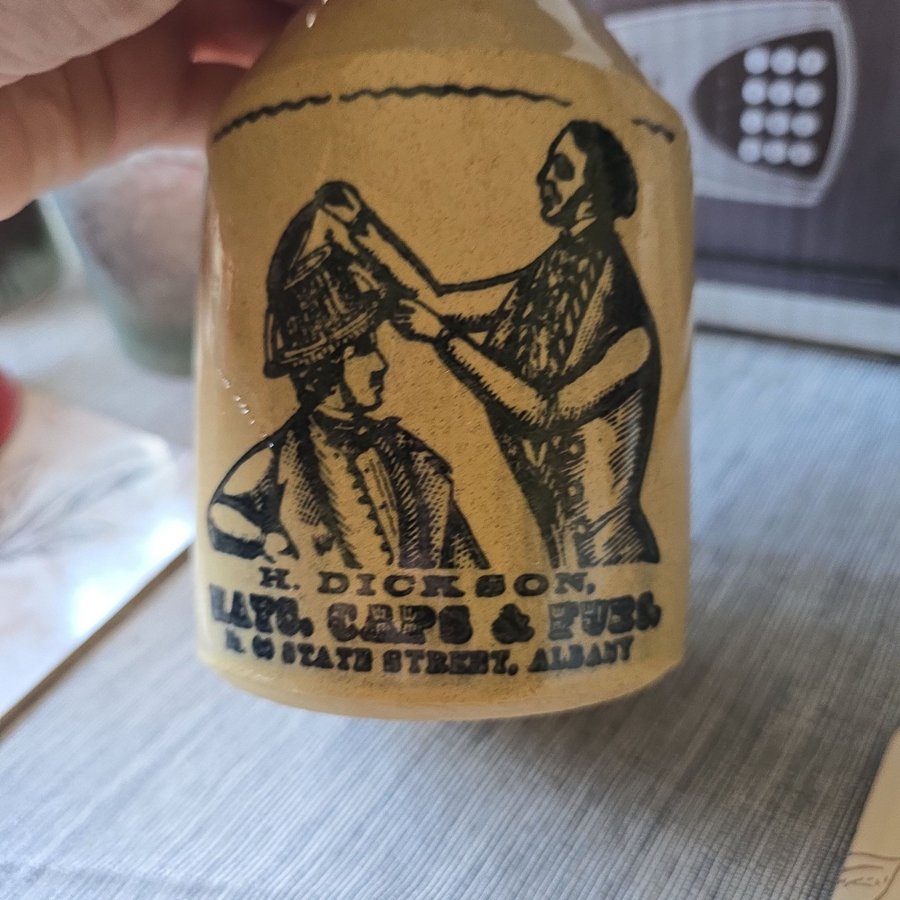 H. DICKSON,
HATS, CAPS & FURS.
STATE STREET, ALBANY